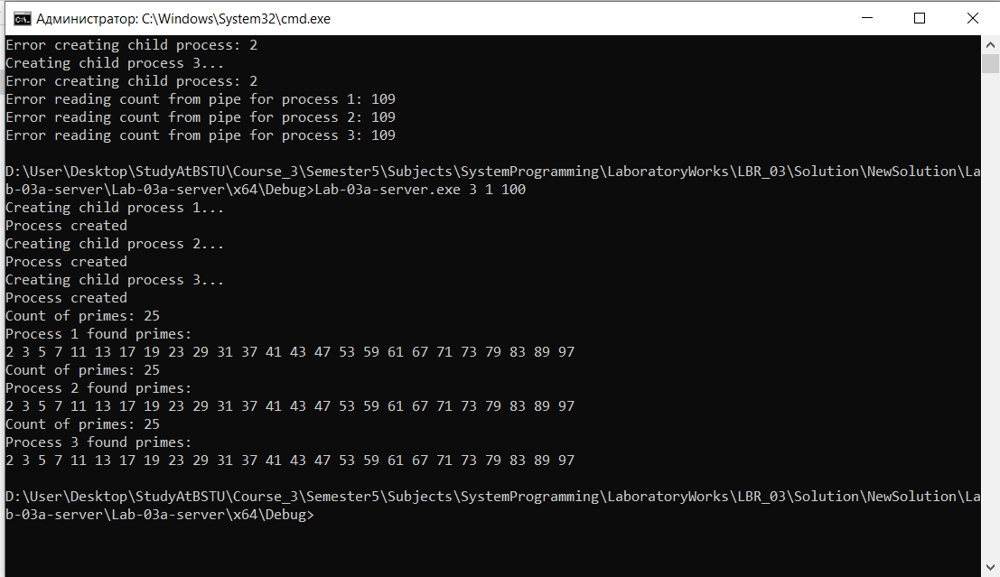 Администратор: C:\Windows\System32\cmd.exe
Error creating child process: 2
Creating child process 3...
Error creating child process: 2
Error reading count from pipe for process 1: 109
Error reading count from pipe for process 2: 109
Error reading count from pipe for process 3: 109
D:\User\Desktop\StudyAtBSTU\Course_3\Semester5\Subjects\SystemProgramming\LaboratoryWorks\LBR_03\Solution\NewSolution\La
b-03a-server\Lab-03a-server\x64\Debug>Lab-03a-server.exe 3 1 100
Creating child process 1...
Process created
Creating child process 2...
Process created
Creating child process 3...
Process created
Count of primes: 25
Process 1 found primes:
2 3 5 7 11 13 17 19 23 29 31 37 41 43 47 53 59 61 67 71 73 79 83 89 97
Count of primes: 25
Process 2 found primes:
2 3 5 7 11 13 17 19 23 29 31 37 41 43 47 53 59 61 67 71 73 79 83 89 97
Count of primes: 25
Process 3 found primes:
2 3 5 7 11 13 17 19 23 29 31 37 41 43 47 53 59 61 67 71 73 79 83 89 97
D:\User\Desktop\StudyAtBSTU\Course_3\Semester5\Subjects\SystemProgramming\LaboratoryWorks\LBR_03\Solution\NewSolution\La
b-03a-server\Lab-03a-server\x64\Debug>